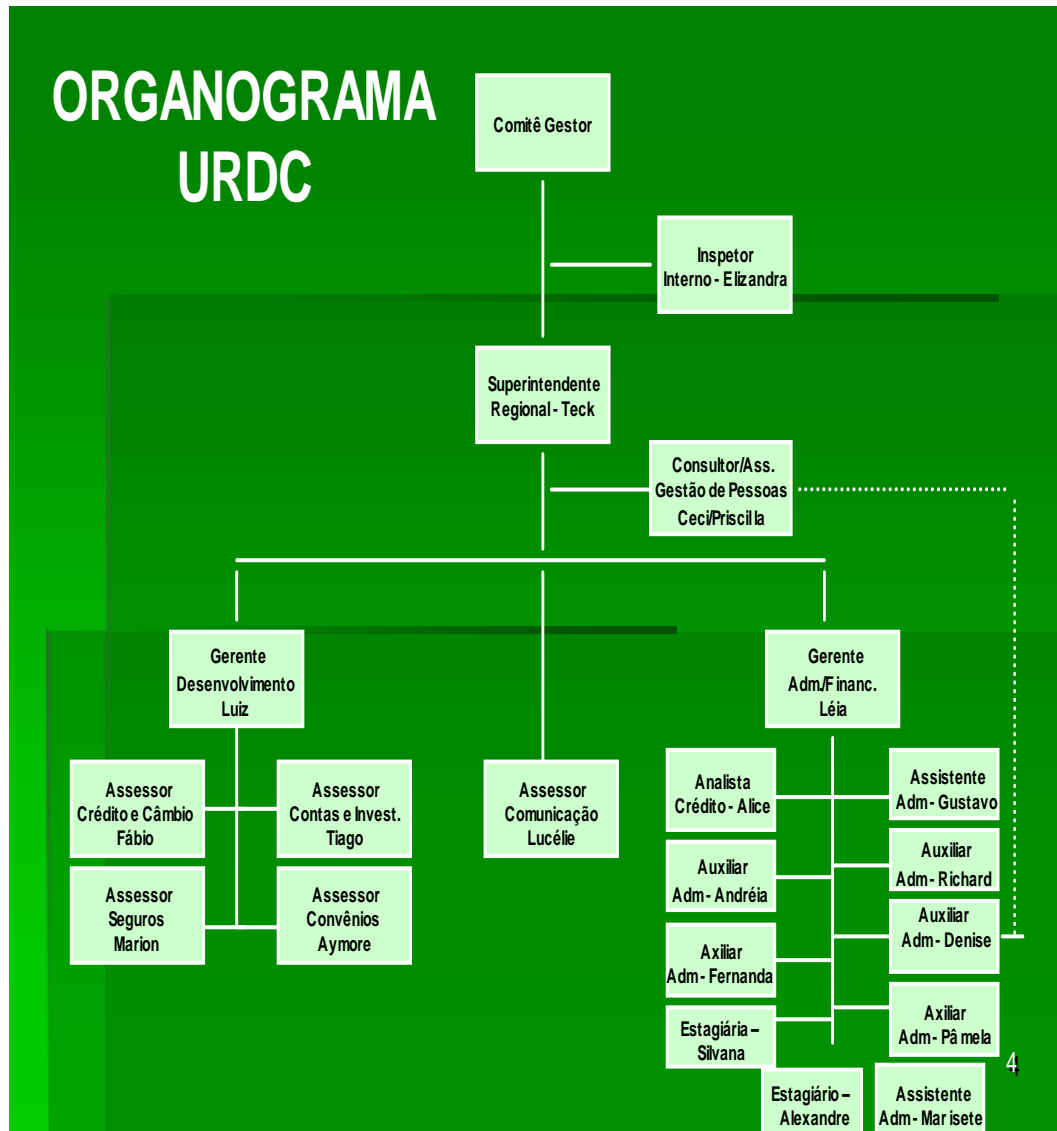 ORGANOGRAMA
URDC
Comitê Gestor
Inspetor
Interno - Elizandra
Superintendente
Regional - Teck
Consultor/Ass.
Gestão de Pessoas
Ceci/Priscilla
Gerente
Desenvolvimento
Luiz
Gerente
Adm./Financ.
Léia
Assessor
Crédito e Câmbio
Fábio
Assessor
Contas e Invest.
Tiago
Assessor
Seguros
Marion
Assessor
Convênios
Aymore
Assessor
Comunicação
Lucélie
Analista
Crédito - Alice
Assistente
Adm - Gustavo
Auxiliar
Adm - Andréia
Auxiliar
Adm - Richard
Auxiliar
Adm - Denise
Axiliar
Adm - Fernanda
Axiliar
Adm - Pâmela
Estagiária –
Silvana
Estagiário –
Alexandre
Assistente
Adm - Marisete
4